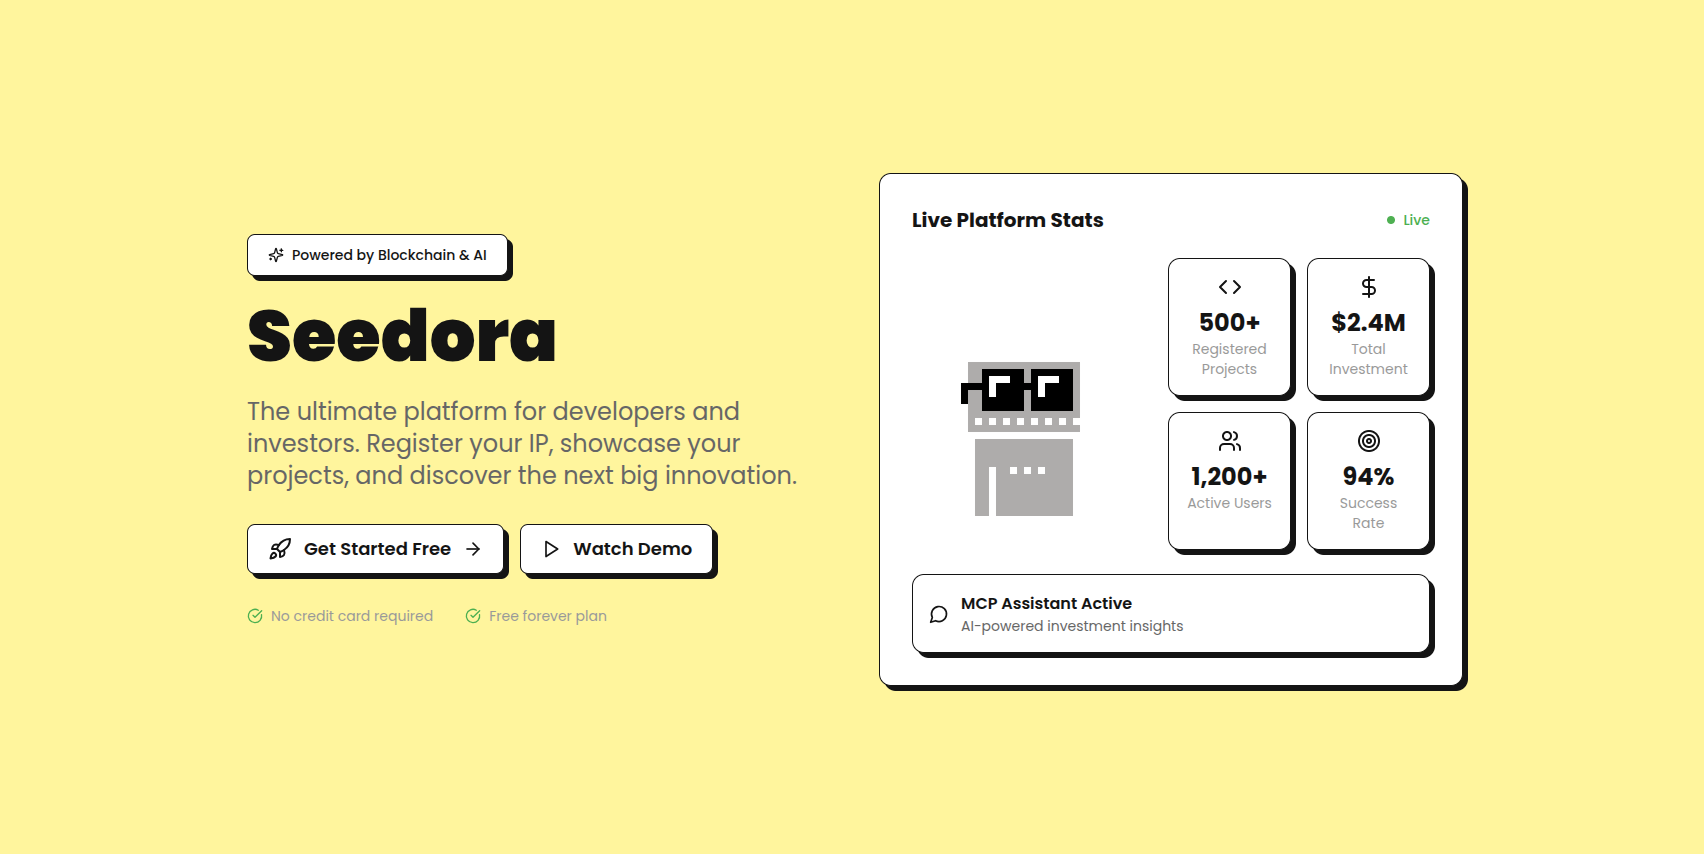 Powered by Blockchain & AI
Seedora
The ultimate platform for developers and
investors. Register your IP, showcase your
projects, and discover the next big innovation.
Get Started Free
Watch Demo
No credit card required
Free forever plan
Live Platform Stats
Live
500+
Registered
Projects
$2.4M
Total
Investment
1,200+
Active Users
94%
Success
Rate
MCP Assistant Active
AI-powered investment insights